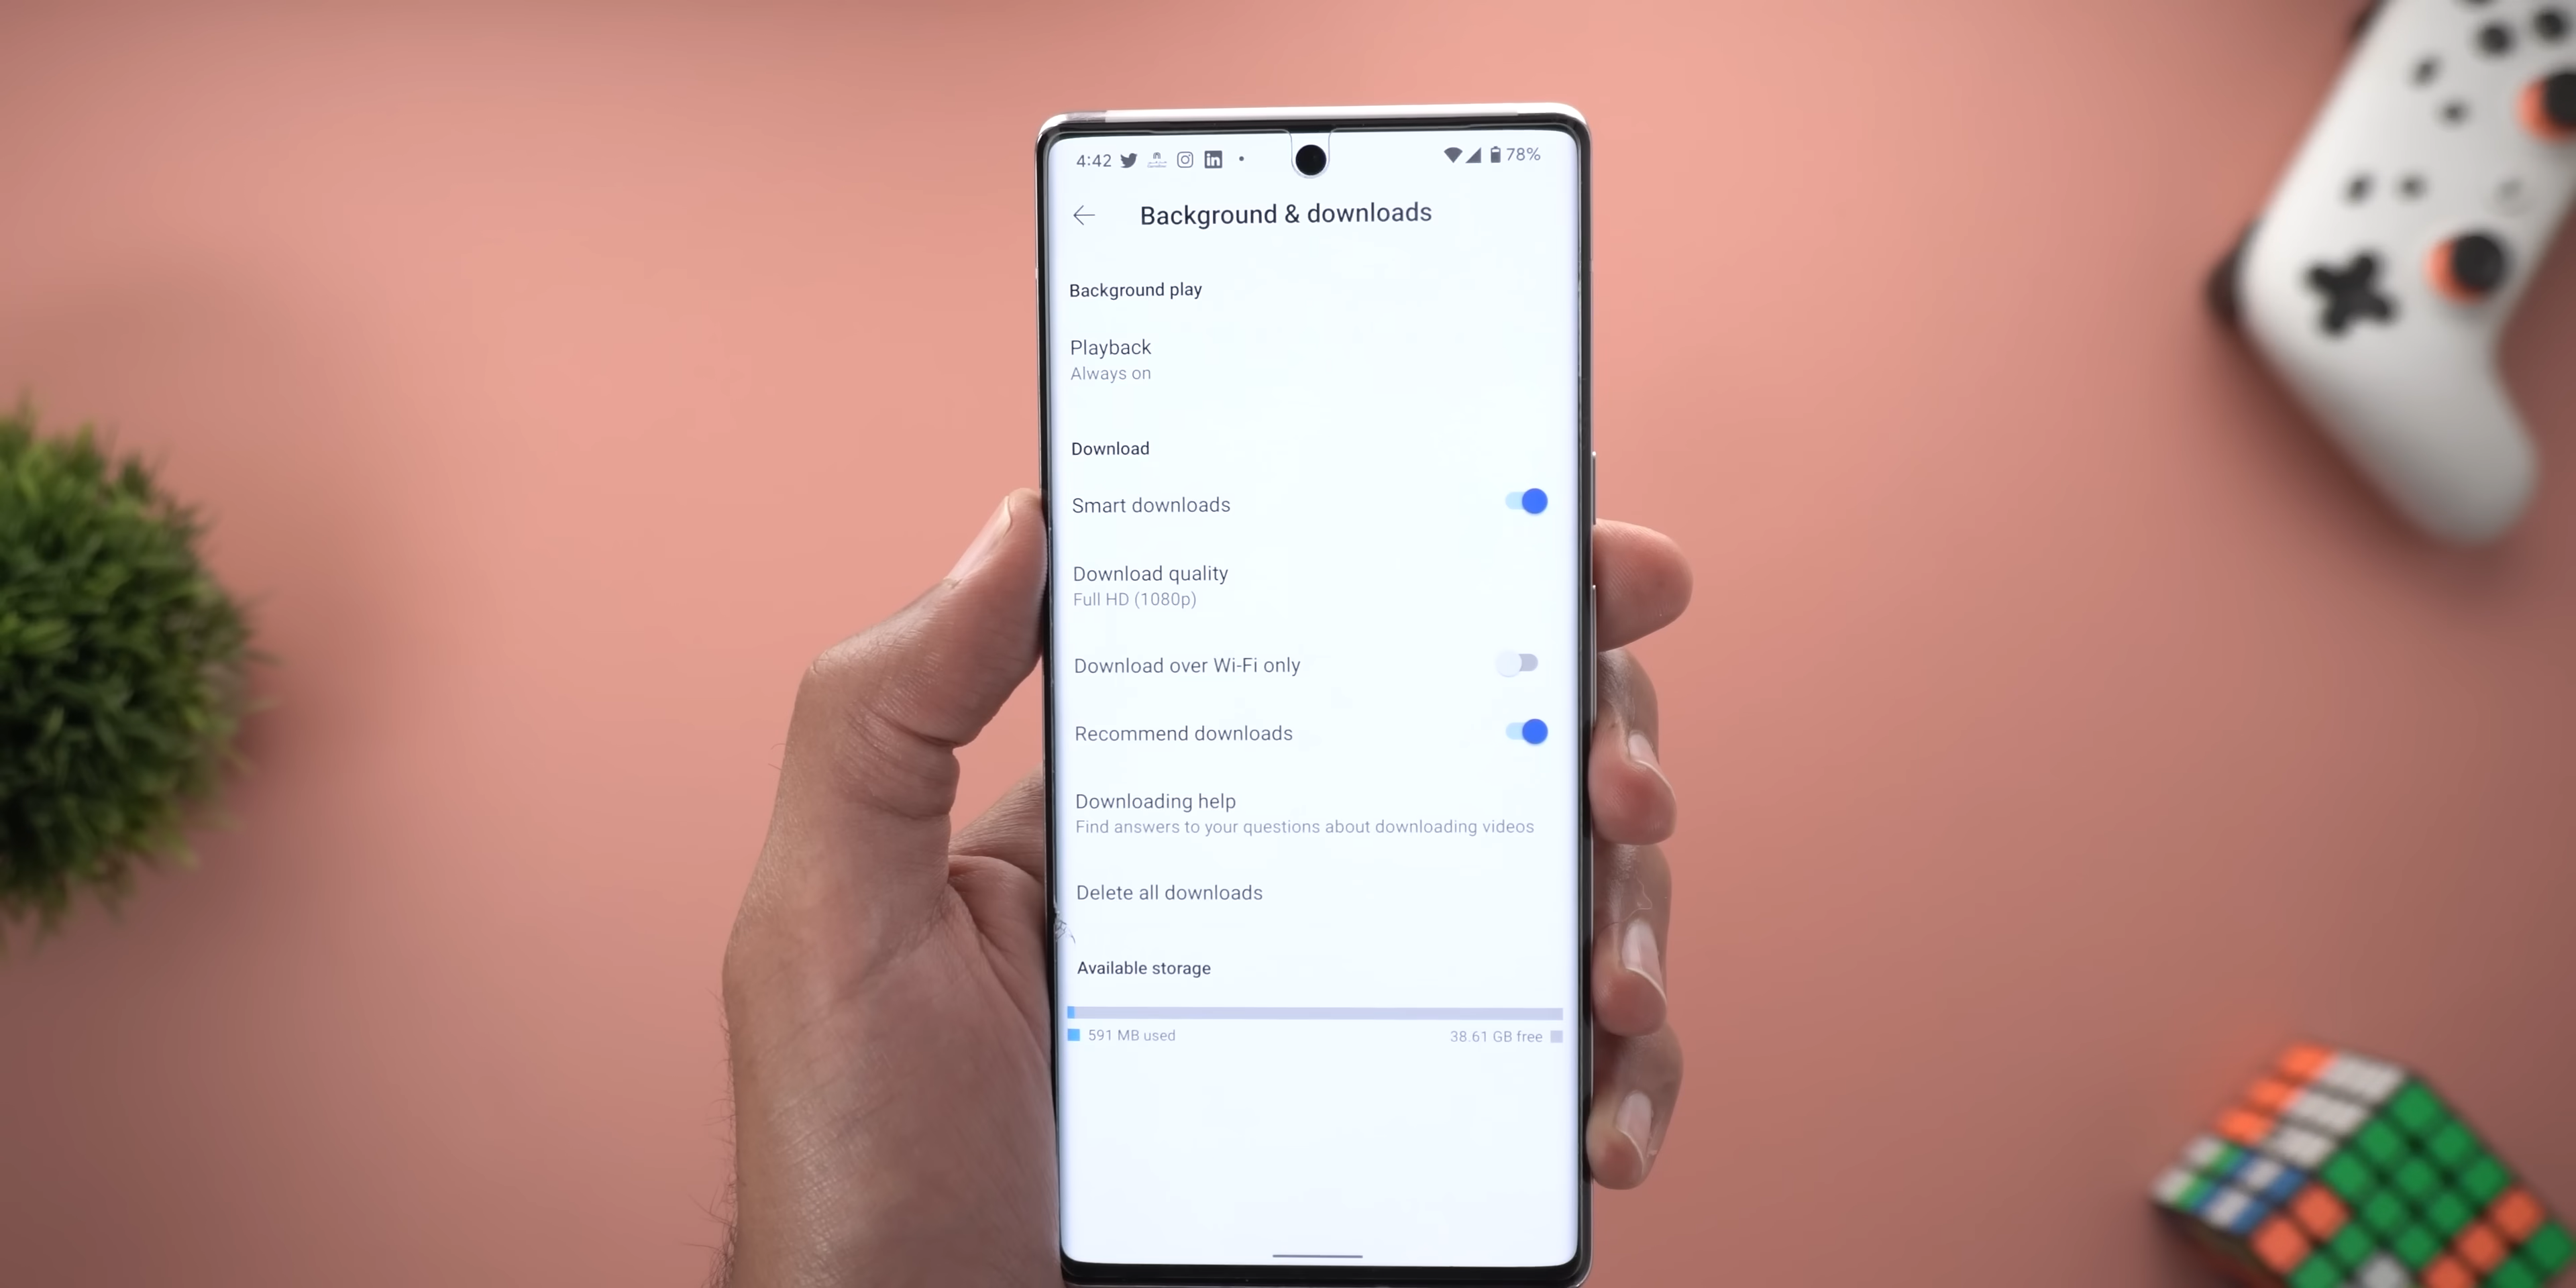 4:42
78%
Background & downloads
Background play
Playback
Always on
Download
Smart downloads
Download quality
Full HD (1080p)
Download over Wi-Fi only
Recommend downloads
Downloading help
Find answers to your questions about downloading videos
Delete all downloads
Available storage
591 MB used
38.61 GB free